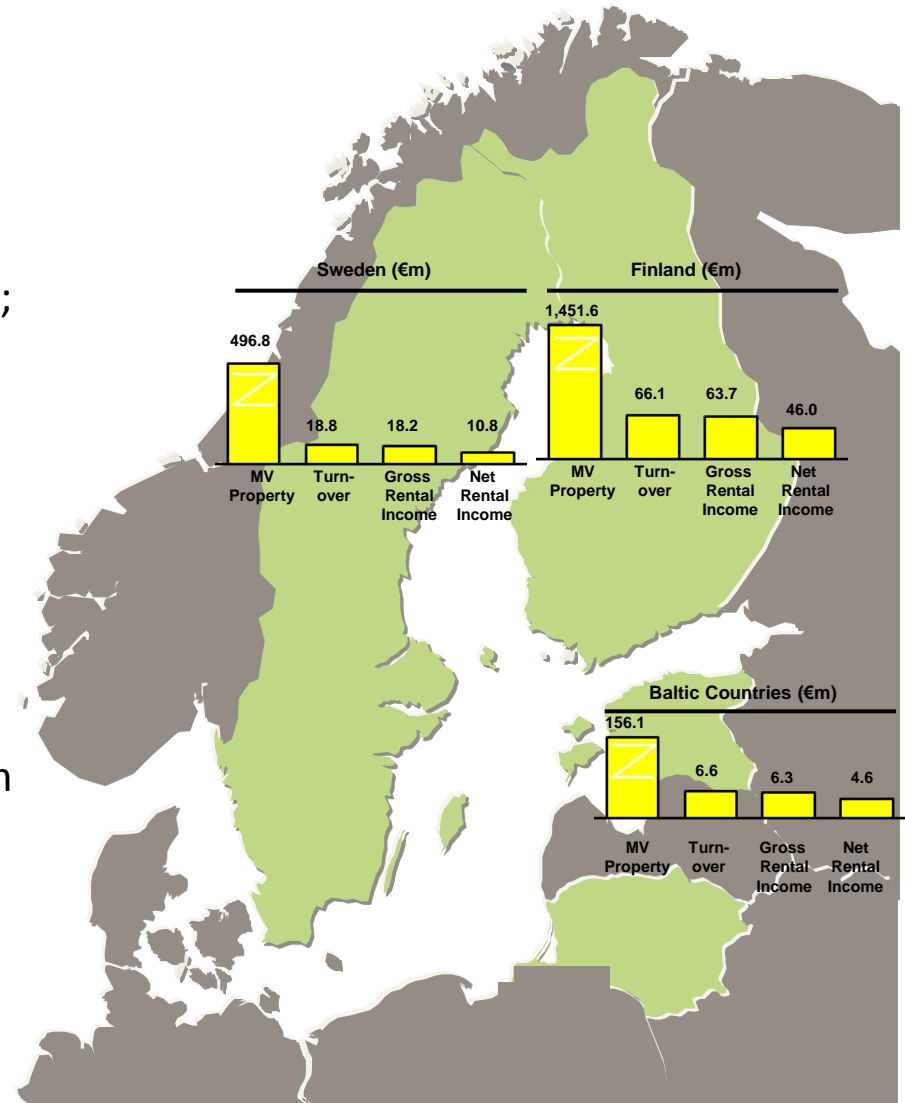 ;
n
Sweden (€m)
496.8
18.8
18.2
10.8
MV
Property
Turn-
over
Gross
Rental
Income
Net
Rental
Income
Finland (€m)
1,451.6
66.1
63.7
46.0
MV
Property
Turn-
over
Gross
Rental
Income
Net
Rental
Income
Baltic Countries (€m)
156.1
6.6
6.3
4.6
MV
Property
Turn-
over
Gross
Rental
Income
Net
Rental
Income